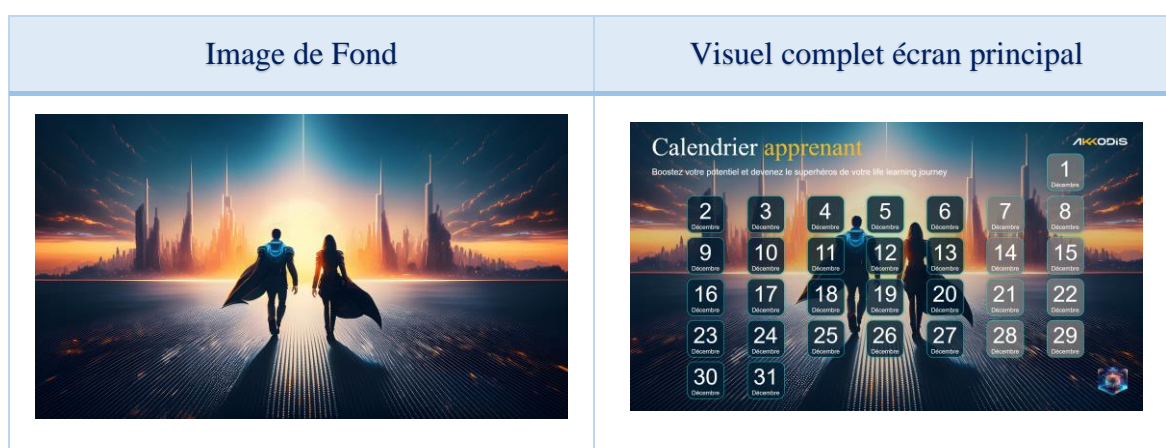 Image de Fond
Visuel complet écran principal
Calendrier apprenant
AKKODIS
Boostez votre potentiel et devenez le superhéros de votre life learning journey
1
Décembre
2 3 4 5 6 7 8
Décembre Décembre Décembre Décembre Décembre Décembre Décembre
9 10 11 12 13 14 15
Décembre Décembre Décembre Décembre Décembre Décembre Décembre
16 17 18 19 20 21 22
Décembre Décembre Décembre Décembre Décembre Décembre Décembre
23 24 25 26 27 28 29
Décembre Décembre Décembre Décembre Décembre Décembre Décembre
30 31
Décembre Décembre